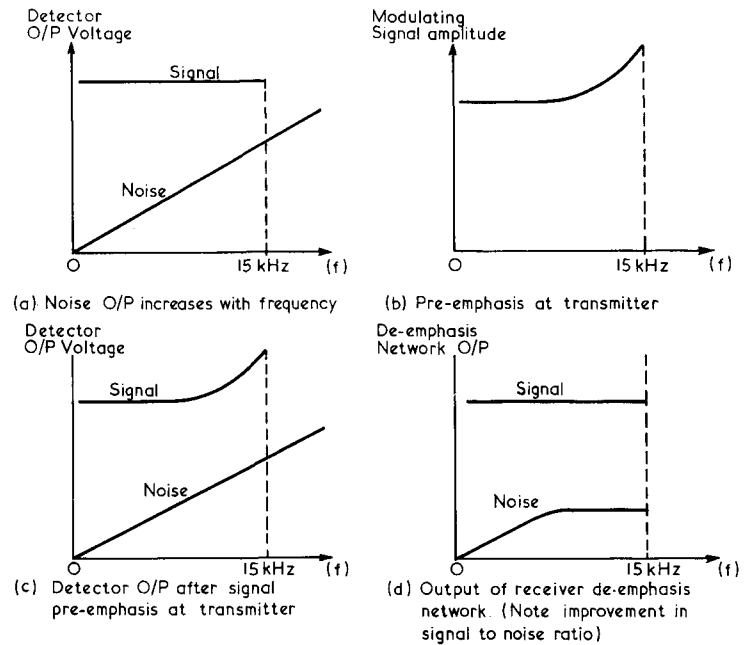 Detector
O/P Voltage
Signal
Noise
O
15 kHz
(f)
(a) Noise O/P increases with frequency
Modulating
Signal amplitude
O
15 kHz
(f)
(b) Pre-emphasis at transmitter
Detector
O/P Voltage
Signal
Noise
O
15 kHz
(f)
(c) Detector O/P after signal
pre-emphasis at transmitter
De-emphasis
Network O/P
Signal
Noise
O
15 kHz
(f)
(d) Output of receiver de-emphasis
network. (Note improvement in
signal to noise ratio)